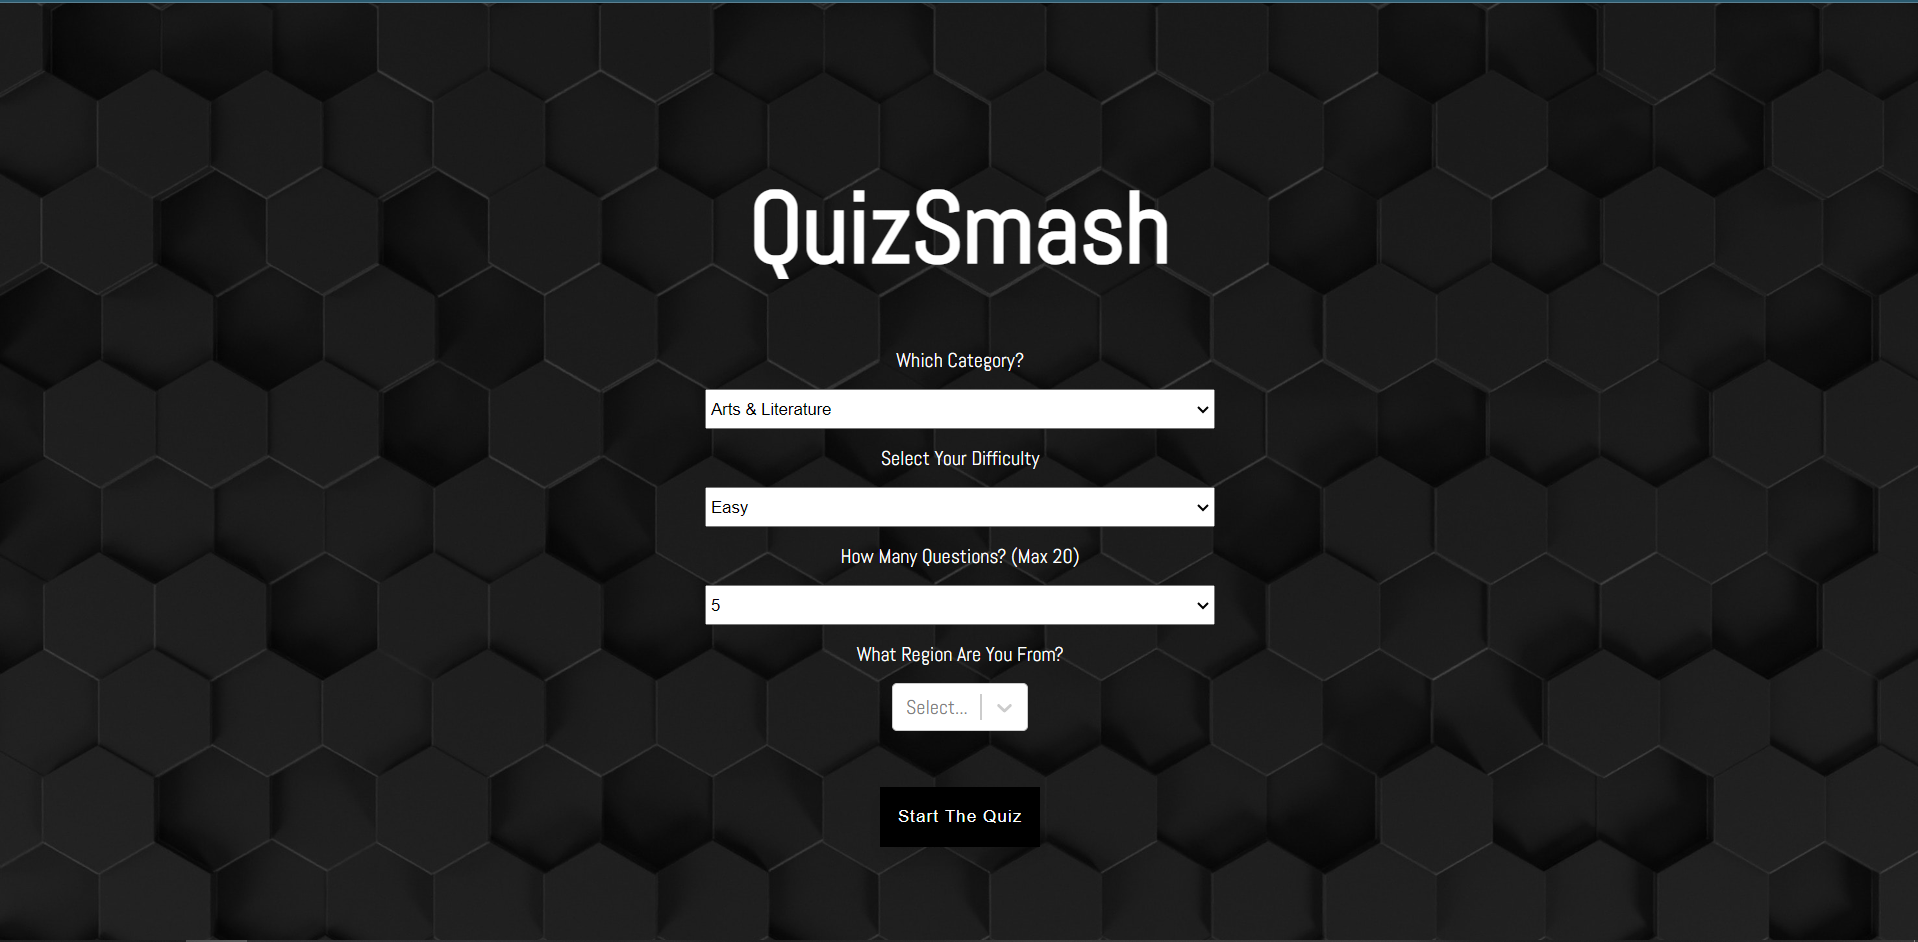 QuizSmash
Which Category?
Arts & Literature
Select Your Difficulty
Easy
How Many Questions? (Max 20)
5
What Region Are You From?
Select...
Start The Quiz